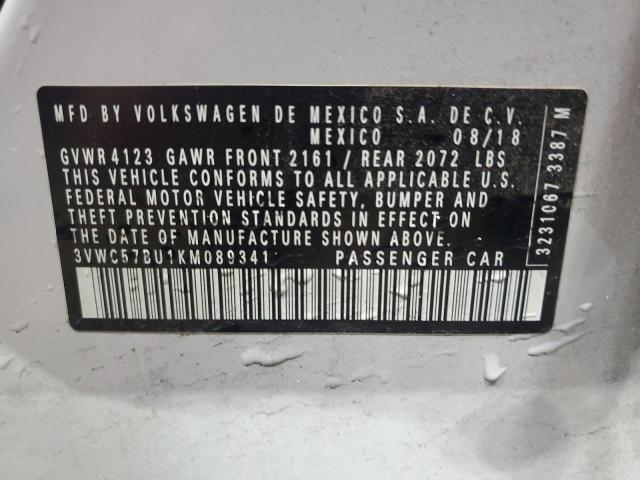 MFD BY VOLKSWAGEN DE MEXICO S.A. DE C.V.
MEXICO 08/18
GVWR 4123 GAWR FRONT 2161 / REAR 2072 LBS
THIS VEHICLE CONFORMS TO ALL APPLICABLE U.S.
FEDERAL MOTOR VEHICLE SAFETY, BUMPER AND
THEFT PREVENTION STANDARDS IN EFFECT ON
THE DATE OF MANUFACTURE SHOWN ABOVE.
3VWC57BU1KM089341 PASSENGER CAR
3231067 3387 M